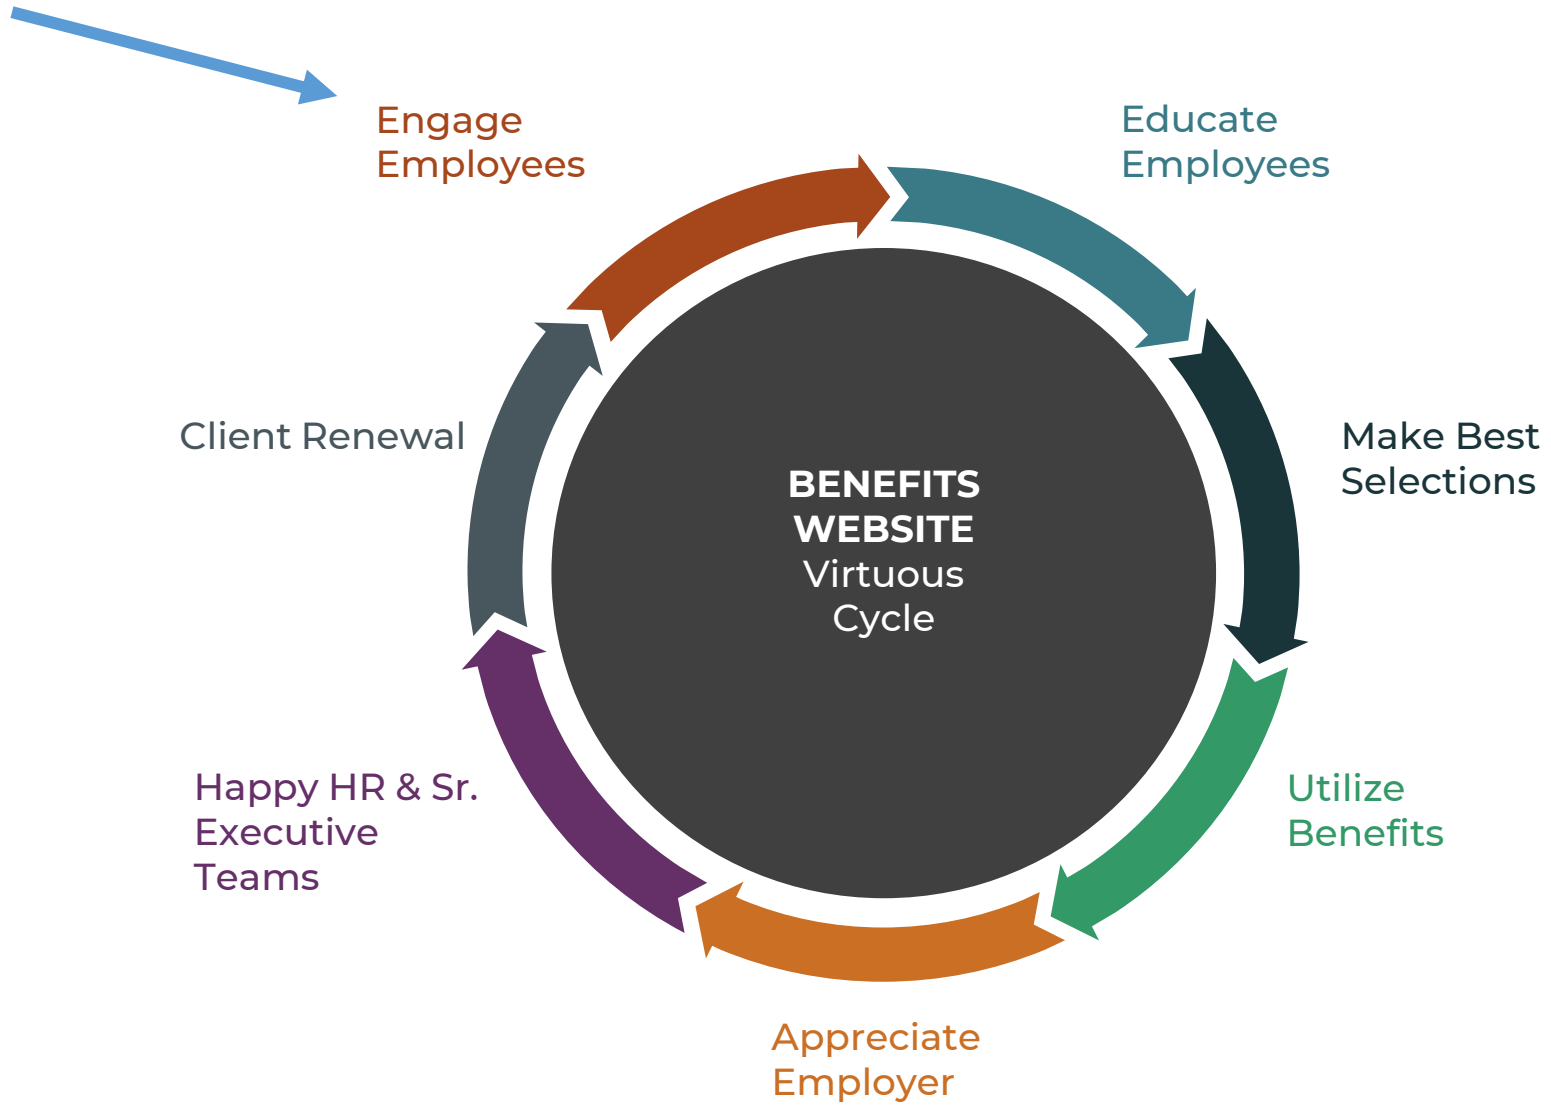 Engage
Employees
Educate
Employees
Client Renewal
Make Best
Selections
BENEFITS
WEBSITE
Virtuous
Cycle
Happy HR & Sr.
Executive
Teams
Utilize
Benefits
Appreciate
Employer